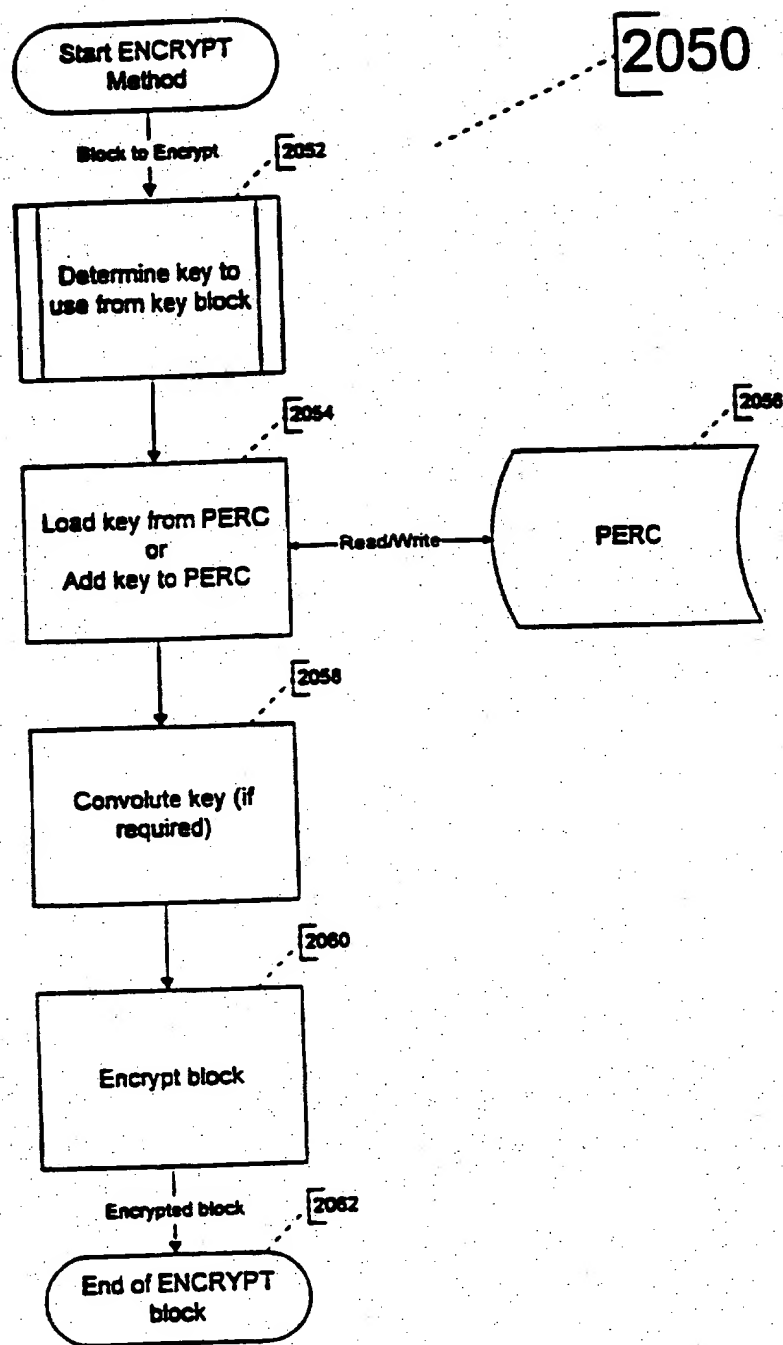 2050
Start ENCRYPT
Method
Block to Encrypt
2052
Determine key to
use from key block
2054
Load key from PERC
or
Add key to PERC
Read/Write
2056
PERC
2058
Convolute key (if
required)
2060
Encrypt block
Encrypted block
2062
End of ENCRYPT
block